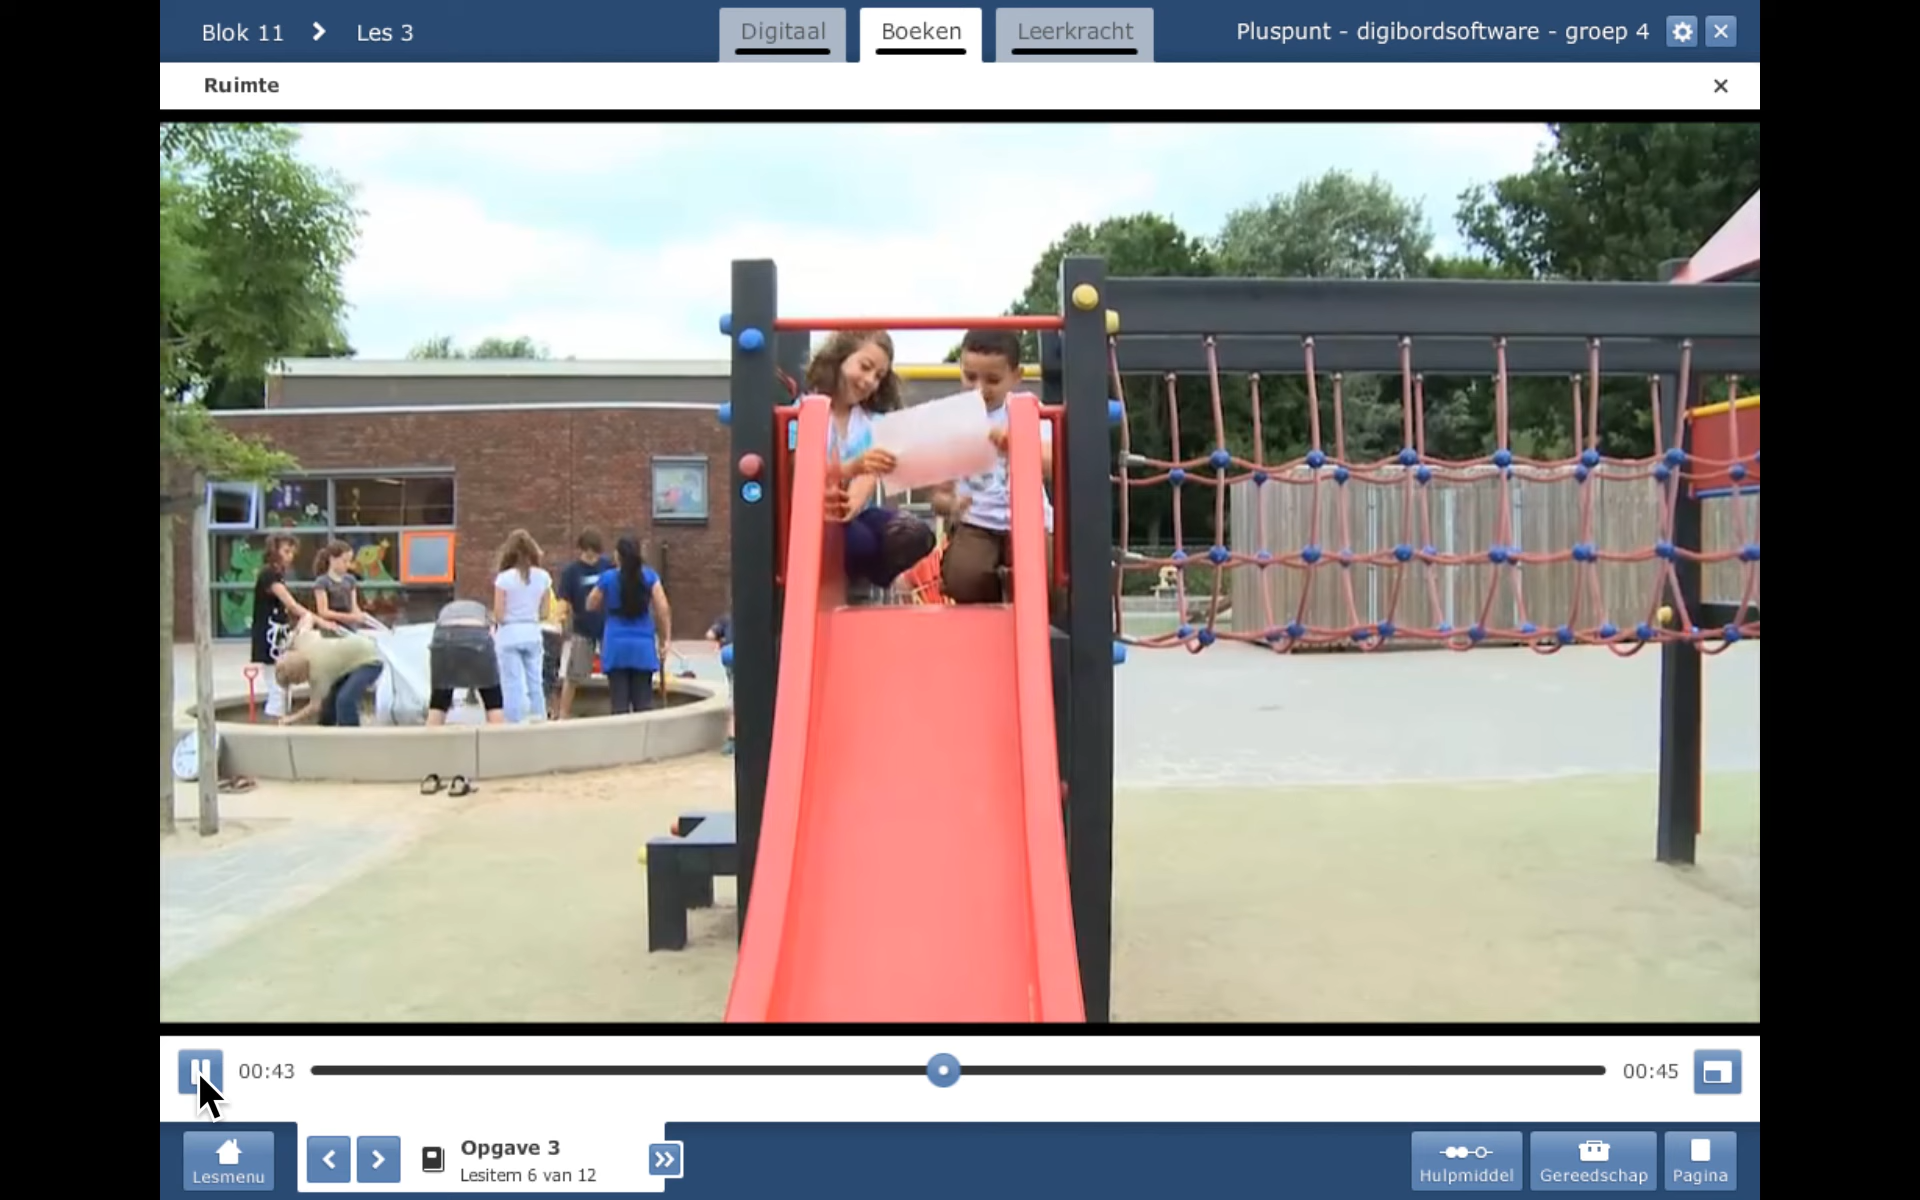 Blok 11 Les 3
Digitaal
Boeken
Leerkracht
Pluspunt - digibordsoftware - groep 4
Ruimte
00:43
00:45
Lesmenu
Opgave 3
Lesitem 6 van 12
Hulpmiddel
Gereedschap
Pagina